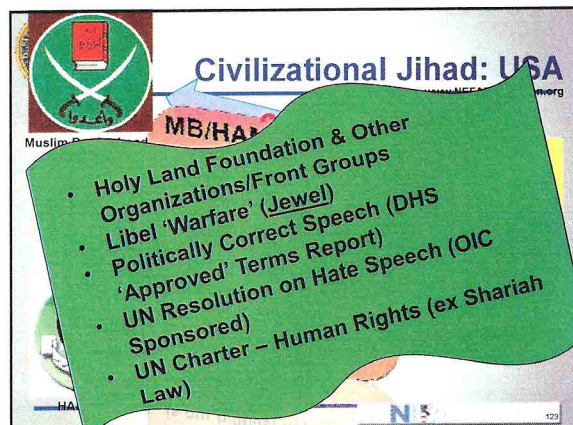 وأعدوا
Civilizational Jihad: USA
MB/HAM
Muslim
• Holy Land Foundation & Other
Organizations/Front Groups
• Libel 'Warfare' (Jewel)
• Politically Correct Speech (DHS
'Approved' Terms Report)
• UN Resolution on Hate Speech (OIC
Sponsored)
• UN Charter – Human Rights (ex Shariah
Law)
123